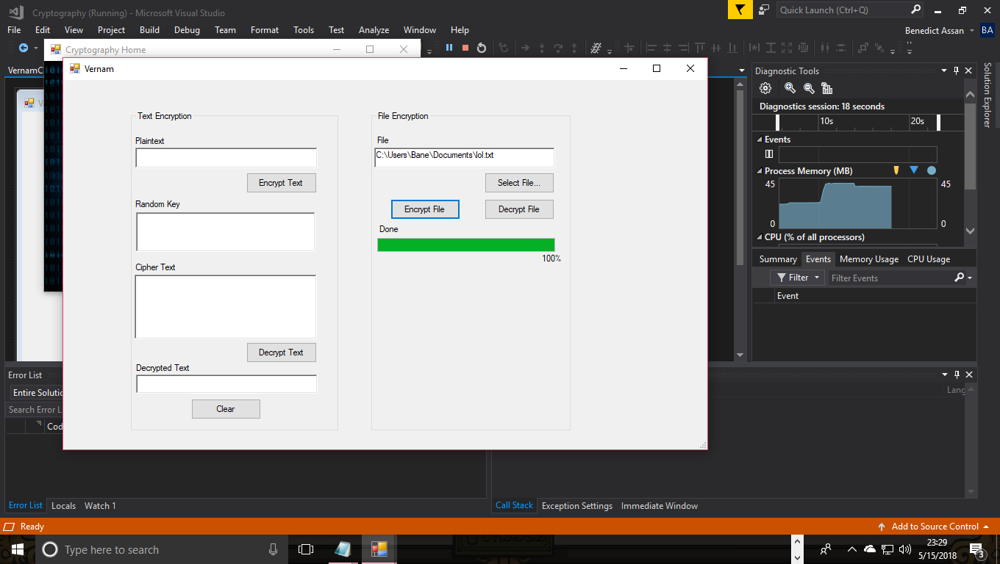 Cryptography (Running) - Microsoft Visual Studio
Quick Launch (Ctrl+Q)
File Edit View Project Build Debug Team Format Tools Test Analyze Window Help
Benedict Assan BA
Cryptography Home
VernamC
Vernam
Text Encryption
Plaintext
Encrypt Text
Random Key
Cipher Text
Decrypt Text
Decrypted Text
Clear
File Encryption
File
C:\Users\Bane\Documents\lol.txt
Select File...
Encrypt File Decrypt File
Done
100%
Diagnostic Tools
Diagnostics session: 18 seconds
10s 20s
Events
Process Memory (MB)
45 45
0 0
CPU (% of all processors)
Summary Events Memory Usage CPU Usage
Filter Filter Events
Event
Solution Explorer
Error List
Entire Solutio
Search Error L
Cod
Lang
Error List Locals Watch 1
Call Stack Exception Settings Immediate Window
Ready
Add to Source Control
Type here to search
23:29
5/15/2018
3